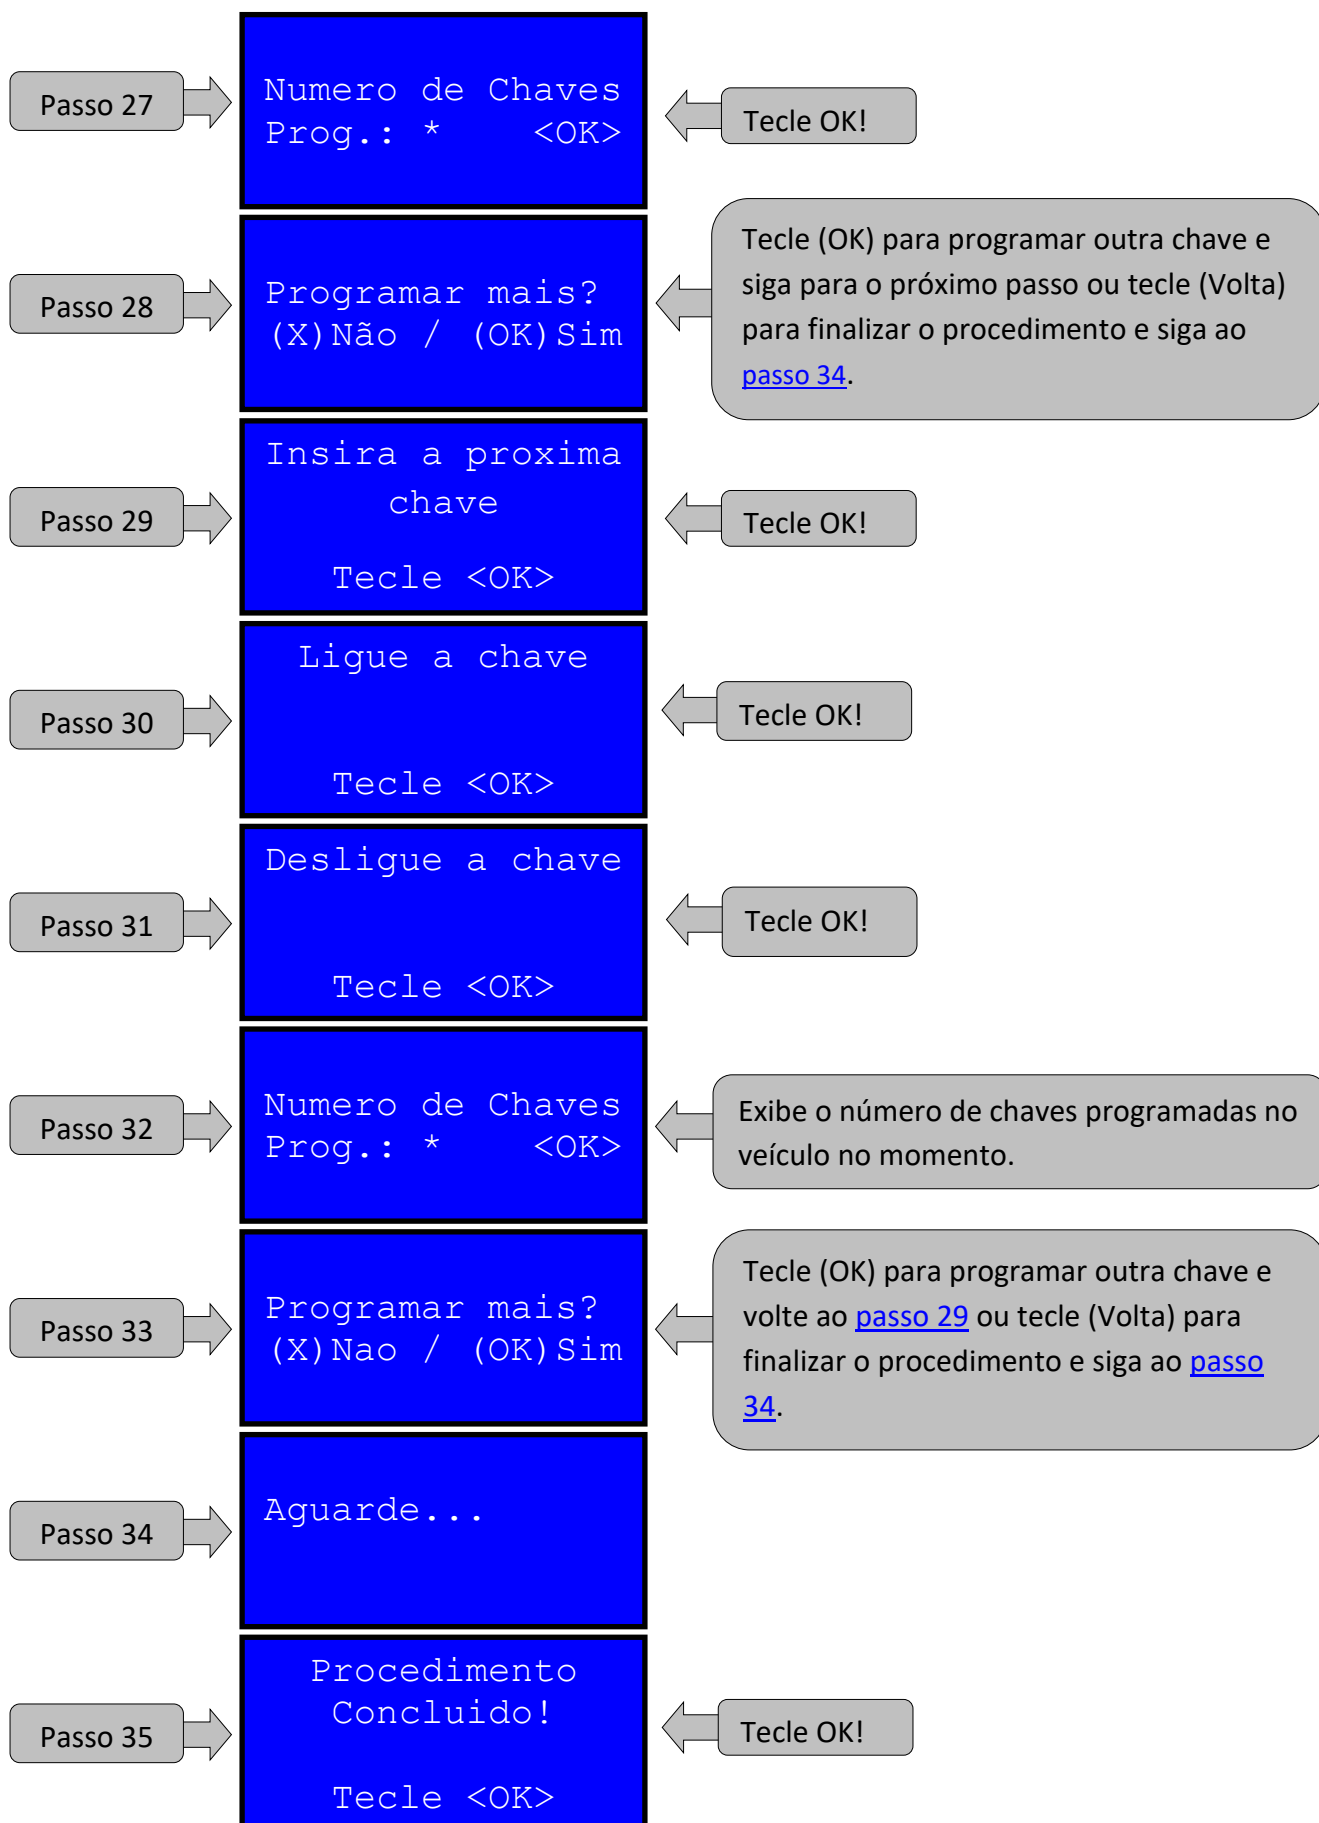 Passo 27
Numero de Chaves
Prog.: * <OK>
Tecle OK!
Passo 28
Programar mais?
(X)Não / (OK)Sim
Tecle (OK) para programar outra chave e
siga para o próximo passo ou tecle (Volta)
para finalizar o procedimento e siga ao
passo 34.
Passo 29
Insira a proxima
chave
Tecle <OK>
Tecle OK!
Passo 30
Ligue a chave
Tecle <OK>
Tecle OK!
Passo 31
Desligue a chave
Tecle <OK>
Tecle OK!
Passo 32
Numero de Chaves
Prog.: * <OK>
Exibe o número de chaves programadas no
veículo no momento.
Passo 33
Programar mais?
(X)Nao / (OK)Sim
Tecle (OK) para programar outra chave e
volte ao passo 29 ou tecle (Volta) para
finalizar o procedimento e siga ao passo
34.
Passo 34
Aguarde...
Passo 35
Procedimento
Concluido!
Tecle <OK>
Tecle OK!